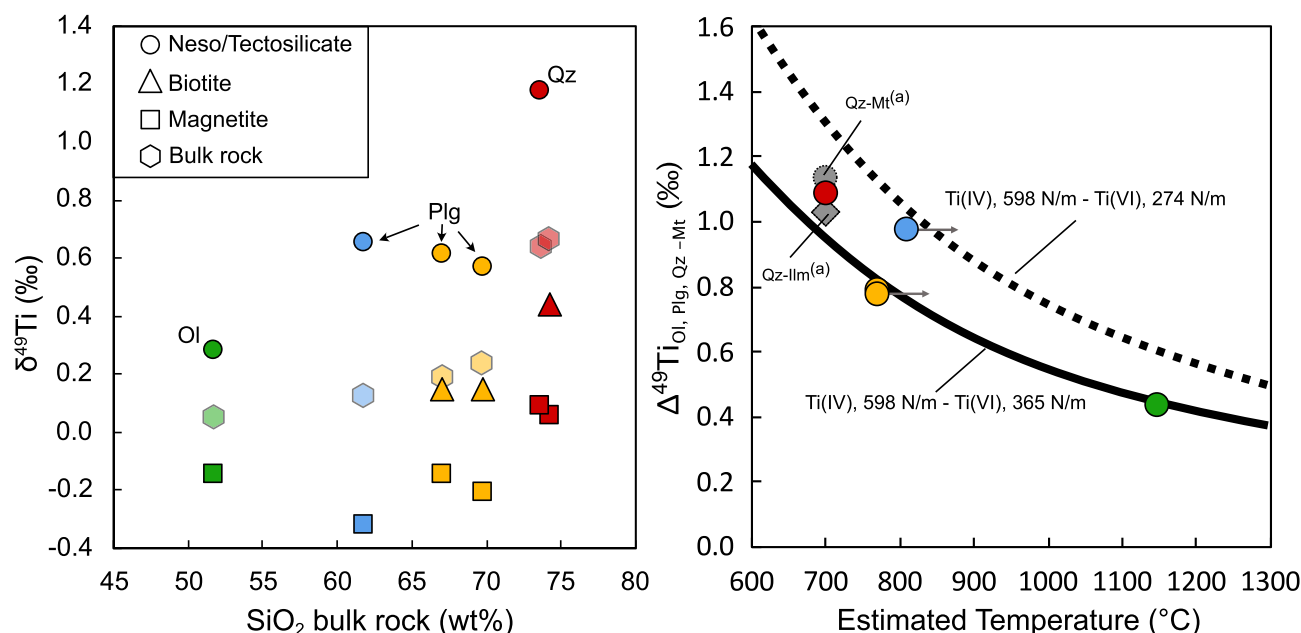 1.4
1.2
1.0
0.8
0.6
0.4
0.2
0.0
-0.2
-0.4
δ⁴⁹Ti (‰)
Neso/Tectosilicate
Biotite
Magnetite
Bulk rock
Qz
Plg
Ol
45 50 55 60 65 70 75 80
SiO₂ bulk rock (wt%)
1.6
1.4
1.2
1.0
0.8
0.6
0.4
0.2
0.0
Δ⁴⁹Ti Ol, Plg, Qz –Mt (‰)
Qz-Mt⁽ᵃ⁾
Ti(IV), 598 N/m - Ti(VI), 274 N/m
Qz-Ilm⁽ᵃ⁾
Ti(IV), 598 N/m - Ti(VI), 365 N/m
600 700 800 900 1000 1100 1200 1300
Estimated Temperature (°C)